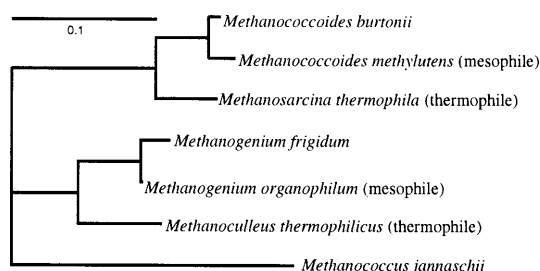 Methanococcoides burtonii
0.1
Methanococcoides methylutens (mesophile)
Methanosarcina thermophila (thermophile)
Methanogenium frigidum
Methanogenium organophilum (mesophile)
Methanoculleus thermophilicus (thermophile)
Methanococcus jannaschii